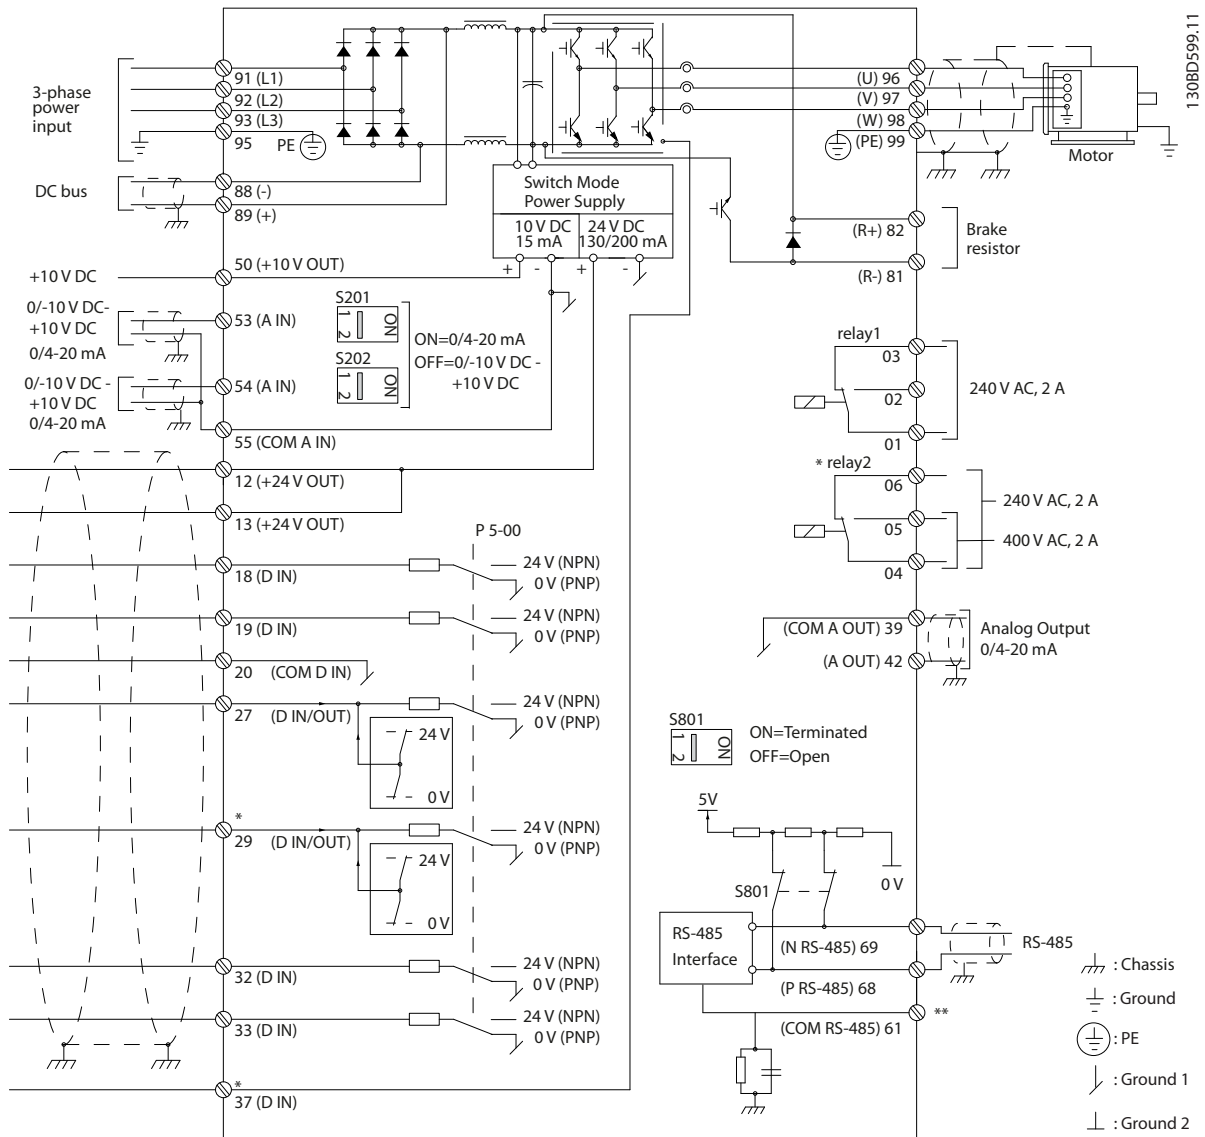 130BD599.11
3-phase
power
input
91 (L1)
92 (L2)
93 (L3)
95
PE
DC bus
88 (-)
89 (+)
+10 V DC
50 (+10 V OUT)
0/-10 V DC-
+10 V DC
0/4-20 mA
53 (A IN)
0/-10 V DC -
+10 V DC
0/4-20 mA
54 (A IN)
55 (COM A IN)
12 (+24 V OUT)
13 (+24 V OUT)
18 (D IN)
19 (D IN)
20 (COM D IN)
27 (D IN/OUT)
24 V
0 V
*
29 (D IN/OUT)
24 V
0 V
32 (D IN)
33 (D IN)
*
37 (D IN)
P 5-00
24 V (NPN)
0 V (PNP)
24 V (NPN)
0 V (PNP)
24 V (NPN)
0 V (PNP)
24 V (NPN)
0 V (PNP)
24 V (NPN)
0 V (PNP)
24 V (NPN)
0 V (PNP)
S201
1 2 ON
S202
1 2 ON
ON=0/4-20 mA
OFF=0/-10 V DC -
+10 V DC
Switch Mode
Power Supply
10 V DC
15 mA
24 V DC
130/200 mA
+ - + -
(U) 96
(V) 97
(W) 98
(PE) 99
Motor
(R+) 82
(R-) 81
Brake
resistor
relay1
03
02
01
240 V AC, 2 A
* relay2
06
05
04
240 V AC, 2 A
400 V AC, 2 A
(COM A OUT) 39
(A OUT) 42
Analog Output
0/4-20 mA
S801
1 2 ON
ON=Terminated
OFF=Open
5V
0 V
S801
RS-485
Interface
(N RS-485) 69
(P RS-485) 68
(COM RS-485) 61
RS-485
**
: Chassis
: Ground
: PE
: Ground 1
: Ground 2